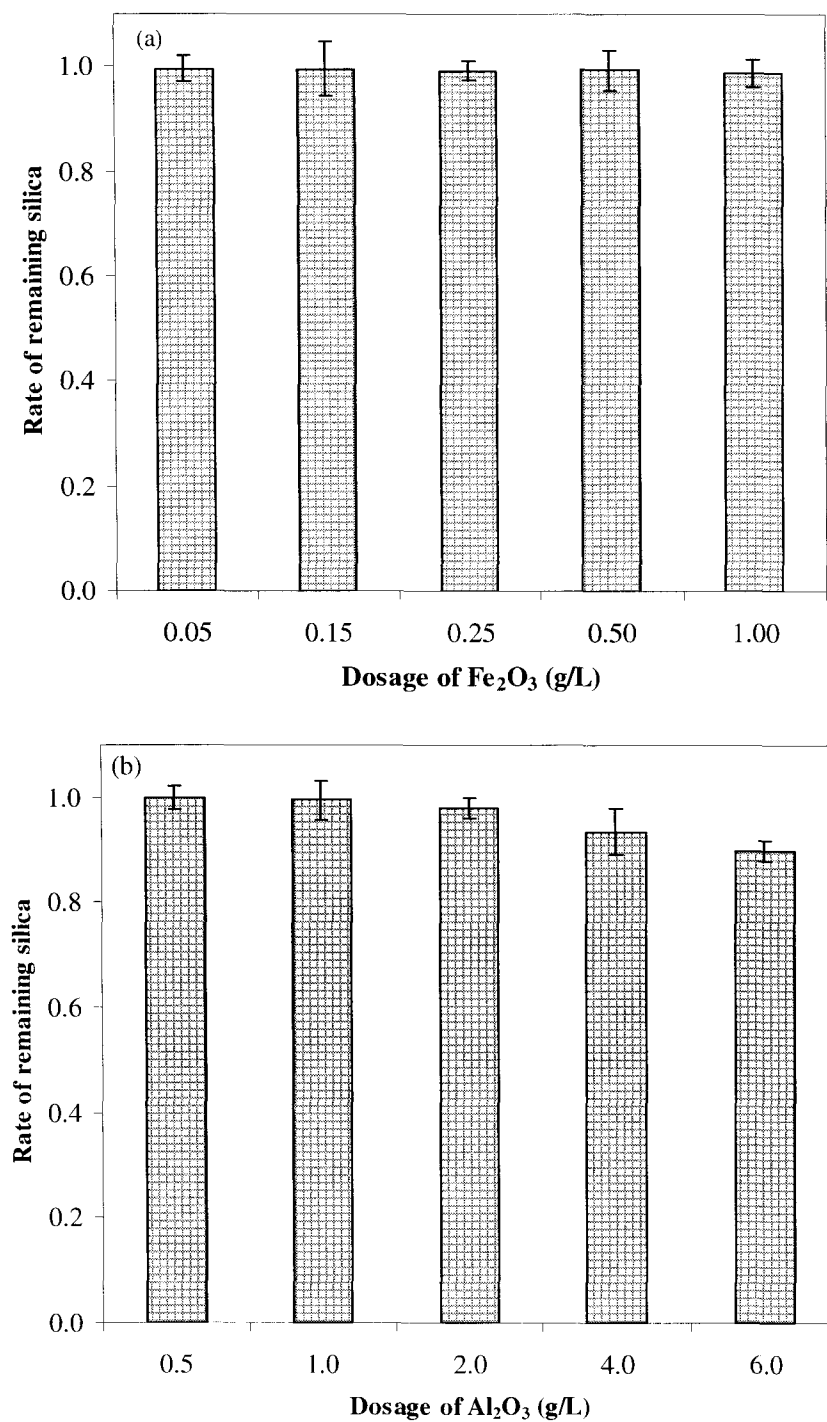 (a)
1.0
0.8
0.6
0.4
0.2
0.0
Rate of remaining silica
0.05 0.15 0.25 0.50 1.00
Dosage of Fe₂O₃ (g/L)
(b)
1.0
0.8
0.6
0.4
0.2
0.0
Rate of remaining silica
0.5 1.0 2.0 4.0 6.0
Dosage of Al₂O₃ (g/L)